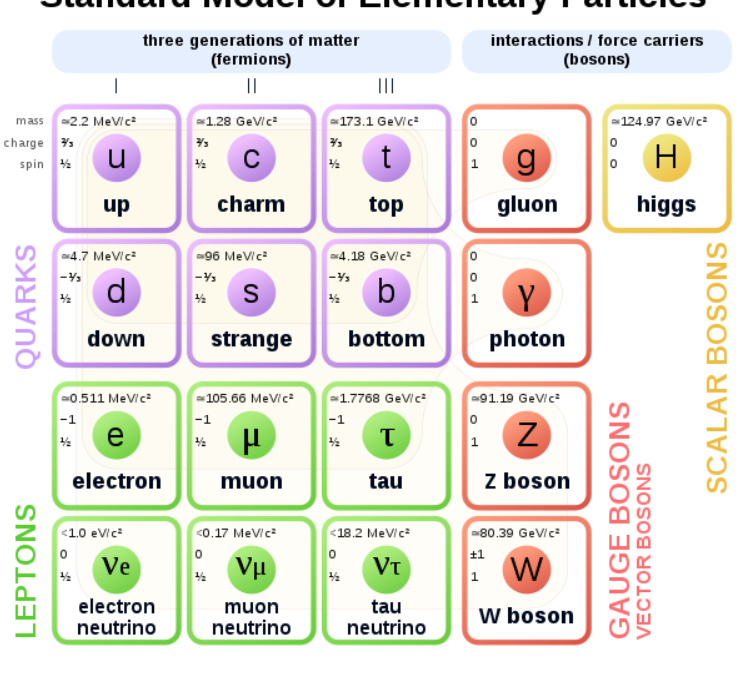 Standard Model of Elementary Particles
three generations of matter
(fermions)
interactions / force carriers
(bosons)
I II III
mass
charge
spin
≃2.2 MeV/c²
⅔
½
u
up
≃1.28 GeV/c²
⅔
½
c
charm
≃173.1 GeV/c²
⅔
½
t
top
0
0
1
g
gluon
≃124.97 GeV/c²
0
0
H
higgs
QUARKS
≃4.7 MeV/c²
−⅓
½
d
down
≃96 MeV/c²
−⅓
½
s
strange
≃4.18 GeV/c²
−⅓
½
b
bottom
0
0
1
γ
photon
SCALAR BOSONS
≃0.511 MeV/c²
−1
½
e
electron
≃105.66 MeV/c²
−1
½
μ
muon
≃1.7768 GeV/c²
−1
½
τ
tau
≃91.19 GeV/c²
0
1
Z
Z boson
GAUGE BOSONS
VECTOR BOSONS
LEPTONS
<1.0 eV/c²
0
½
νe
electron
neutrino
<0.17 MeV/c²
0
½
νμ
muon
neutrino
<18.2 MeV/c²
0
½
ντ
tau
neutrino
≃80.39 GeV/c²
±1
1
W
W boson